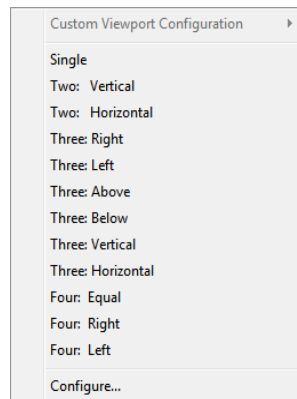 Custom Viewport Configuration
Single
Two: Vertical
Two: Horizontal
Three: Right
Three: Left
Three: Above
Three: Below
Three: Vertical
Three: Horizontal
Four: Equal
Four: Right
Four: Left
Configure...